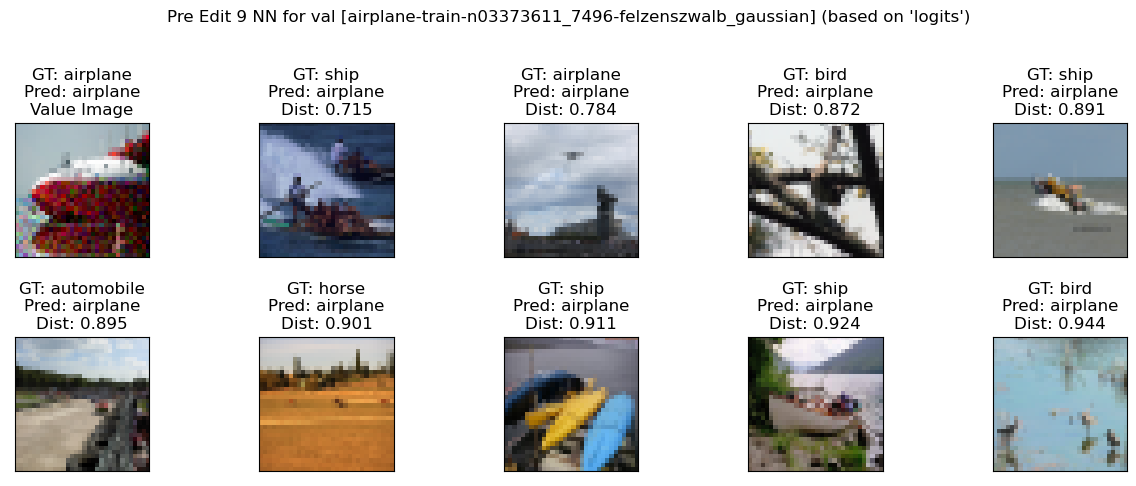 Pre Edit 9 NN for val [airplane-train-n03373611_7496-felzenszwalb_gaussian] (based on 'logits')
GT: airplane
Pred: airplane
Value Image
GT: ship
Pred: airplane
Dist: 0.715
GT: airplane
Pred: airplane
Dist: 0.784
GT: bird
Pred: airplane
Dist: 0.872
GT: ship
Pred: airplane
Dist: 0.891
GT: automobile
Pred: airplane
Dist: 0.895
GT: horse
Pred: airplane
Dist: 0.901
GT: ship
Pred: airplane
Dist: 0.911
GT: ship
Pred: airplane
Dist: 0.924
GT: bird
Pred: airplane
Dist: 0.944